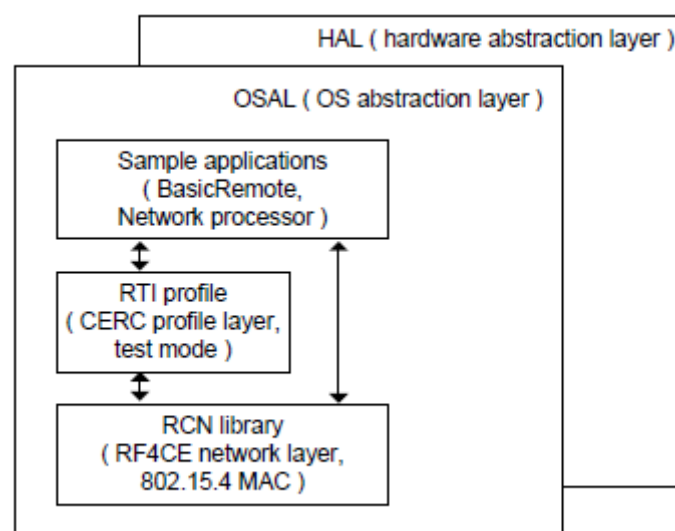 HAL ( hardware abstraction layer )
OSAL ( OS abstraction layer )
Sample applications
( BasicRemote,
Network processor )
RTI profile
( CERC profile layer,
test mode )
RCN library
( RF4CE network layer,
802.15.4 MAC )